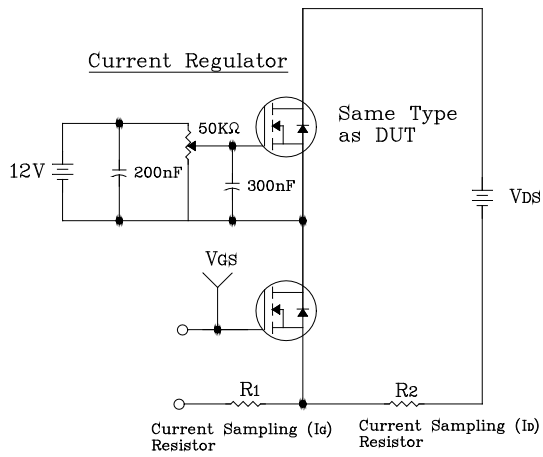 Current Regulator
50KΩ
Same Type
as DUT
12V
200nF
300nF
VDS
VGS
R1
R2
Current Sampling (IG)
Resistor
Current Sampling (ID)
Resistor